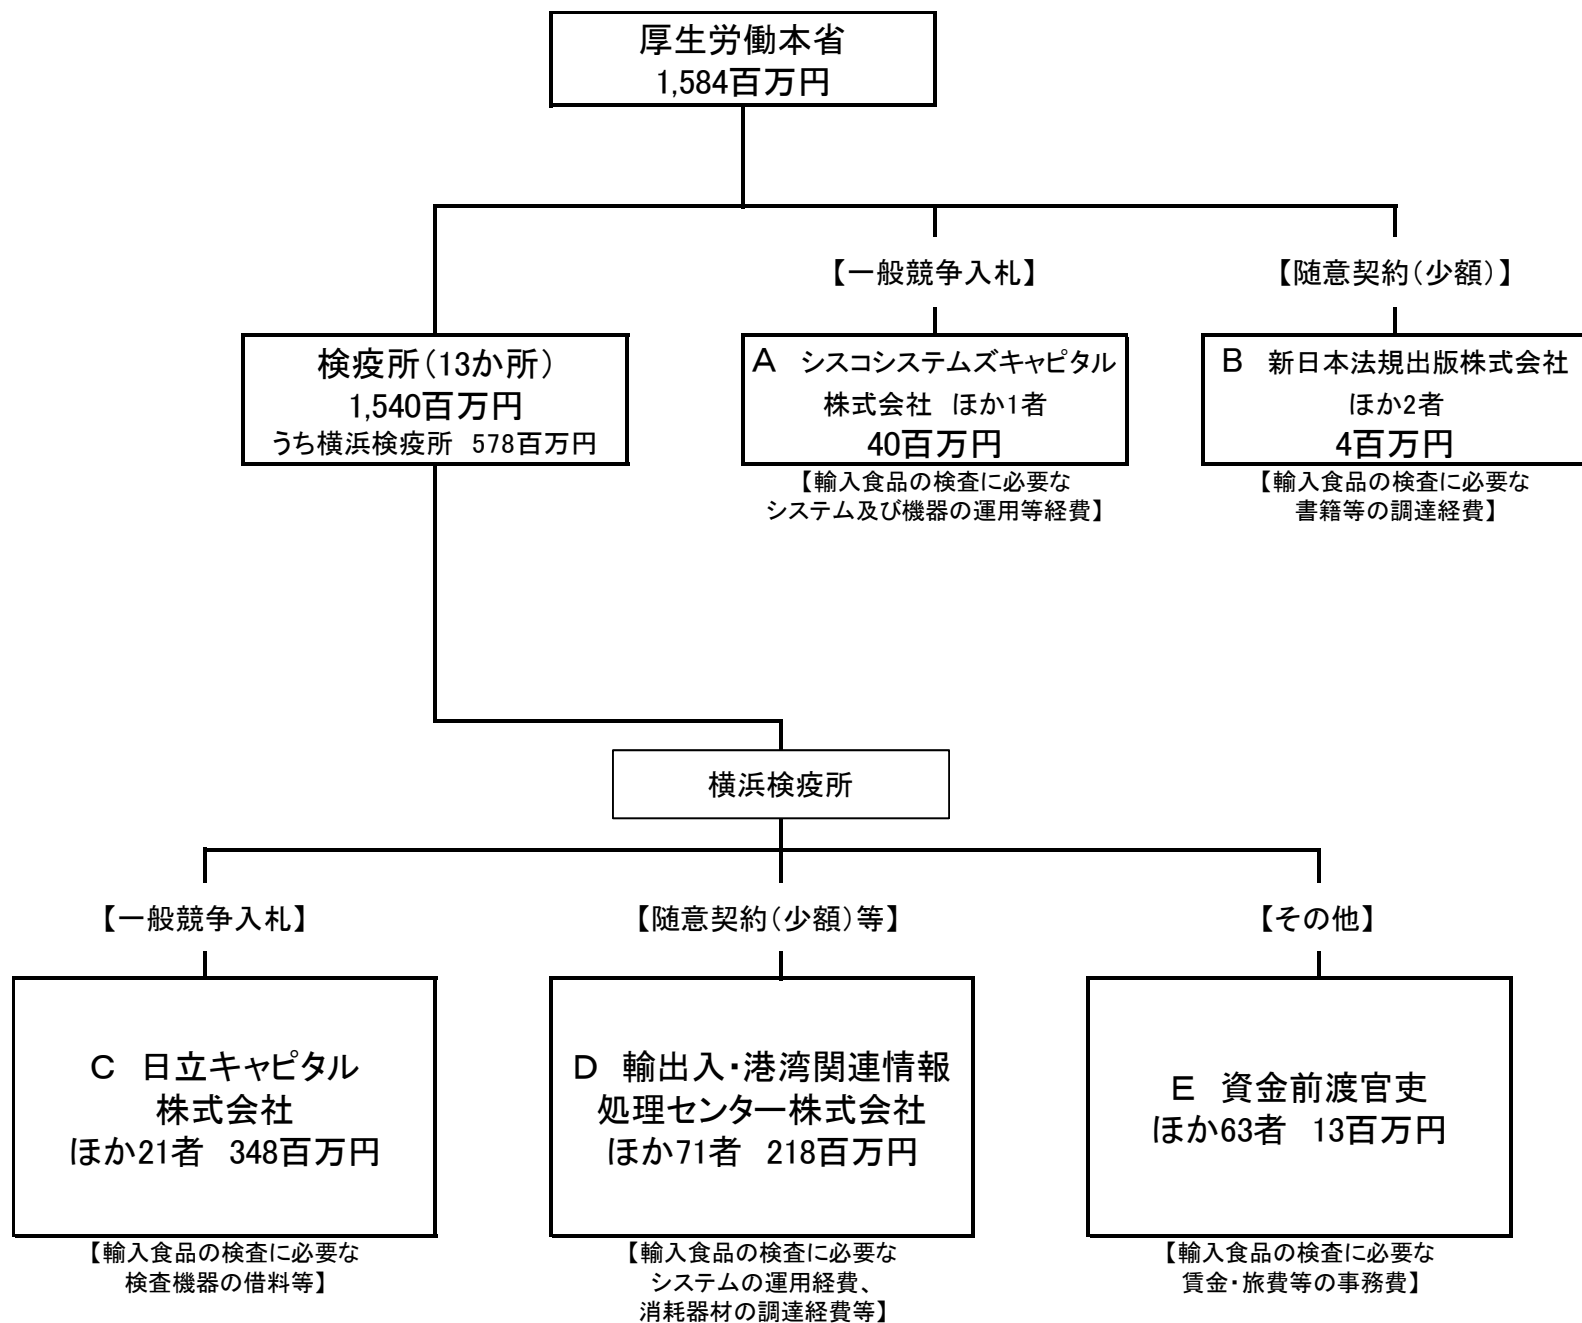 厚生労働本省
1,584百万円
【一般競争入札】
【随意契約(少額)】
検疫所(13か所)
1,540百万円
うち横浜検疫所 578百万円
A シスコシステムズキャピタル
株式会社 ほか1者
40百万円
B 新日本法規出版株式会社
ほか2者
4百万円
【輸入食品の検査に必要な
システム及び機器の運用等経費】
【輸入食品の検査に必要な
書籍等の調達経費】
横浜検疫所
【一般競争入札】
【随意契約(少額)等】
【その他】
C 日立キャピタル
株式会社
ほか21者 348百万円
D 輸出入・港湾関連情報
処理センター株式会社
ほか71者 218百万円
E 資金前渡官吏
ほか63者 13百万円
【輸入食品の検査に必要な
検査機器の借料等】
【輸入食品の検査に必要な
システムの運用経費、
消耗器材の調達経費等】
【輸入食品の検査に必要な
賃金・旅費等の事務費】